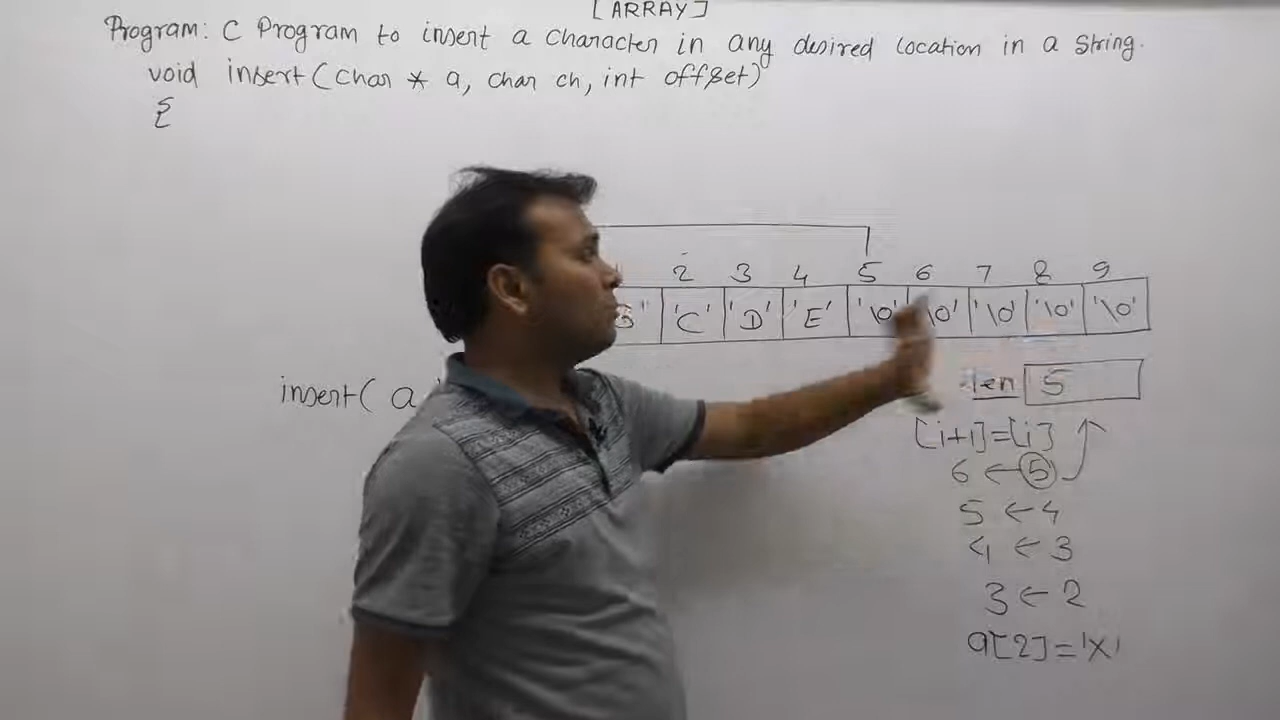 [ARRAY]
Program: C Program to insert a character in any desired location in a string.
void insert(char * a, char ch, int offset)
{
2 3 4 5 6 7 8 9
'C' 'D' 'E' '\0' '\0' '\0' '\0' '\0'
len 5
insert( a
[i+1]=[i]
6 ← 5
5 ← 4
4 ← 3
3 ← 2
a[2]='X'